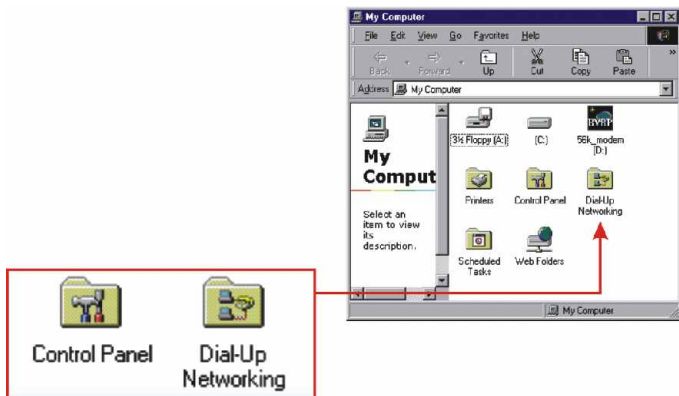 My Computer
File Edit View Go Favorites Help
Back Forward Up Cut Copy Paste »
Address My Computer
My
Comput
Select an
item to view
its
description.
3½ Floppy (A:) (C:) 56k_modem
(D:)
Printers Control Panel Dial-Up
Networking
Scheduled
Tasks Web Folders
My Computer
Control Panel Dial-Up
Networking